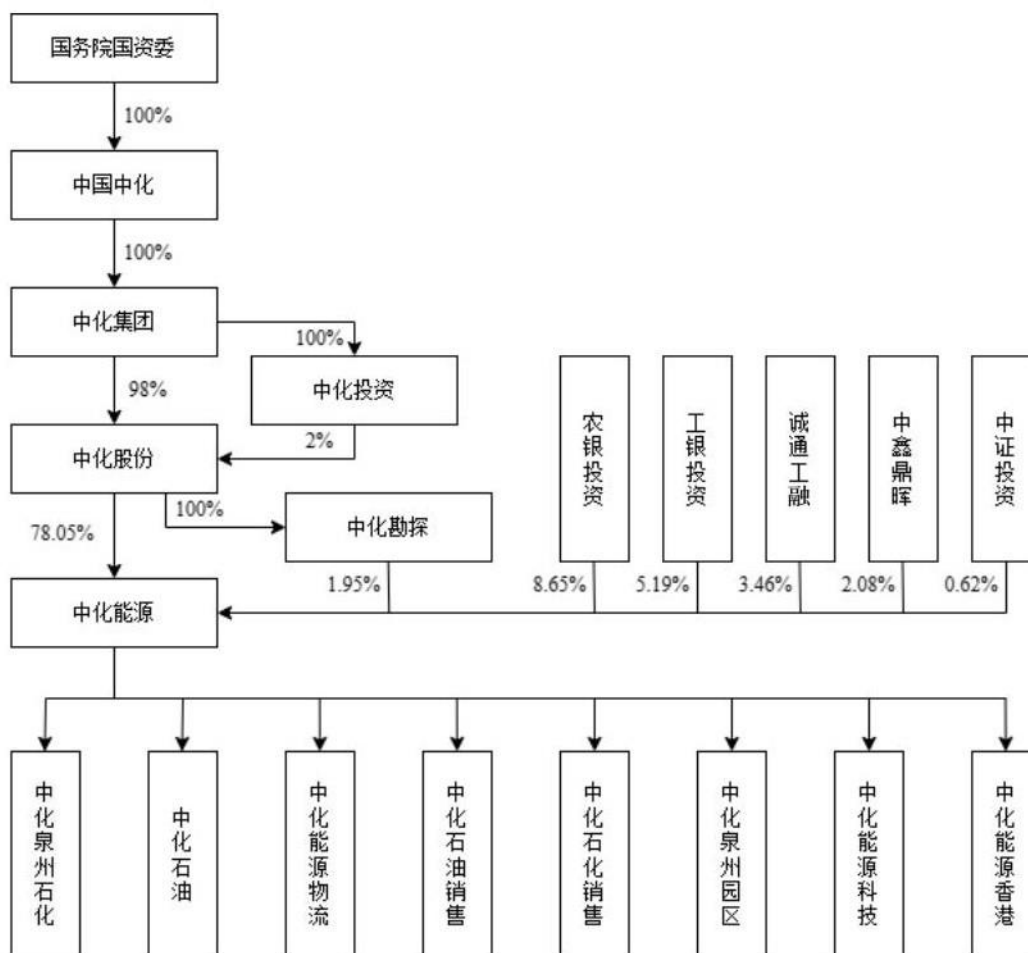 国务院国资委
100%
中国中化
100%
中化集团
100%
中化投资
98%
2%
中化股份
100%
中化勘探
78.05%
1.95%
农银投资
工银投资
诚通工融
中鑫鼎晖
中证投资
8.65%
5.19%
3.46%
2.08%
0.62%
中化能源
中化泉州石化
中化石油
中化能源物流
中化石油销售
中化石化销售
中化泉州园区
中化能源科技
中化能源香港